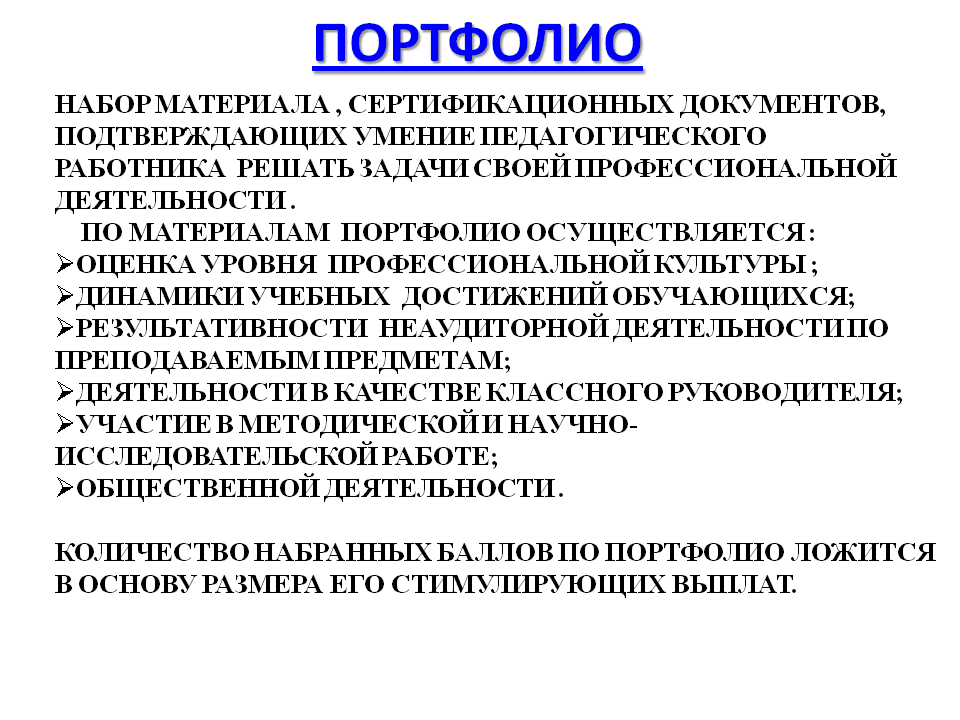 ПОРТФОЛИО
НАБОР МАТЕРИАЛА , СЕРТИФИКАЦИОННЫХ ДОКУМЕНТОВ,
ПОДТВЕРЖДАЮЩИХ УМЕНИЕ ПЕДАГОГИЧЕСКОГО
РАБОТНИКА РЕШАТЬ ЗАДАЧИ СВОЕЙ ПРОФЕССИОНАЛЬНОЙ
ДЕЯТЕЛЬНОСТИ .
ПО МАТЕРИАЛАМ ПОРТФОЛИО ОСУЩЕСТВЛЯЕТСЯ :
➢ОЦЕНКА УРОВНЯ ПРОФЕССИОНАЛЬНОЙ КУЛЬТУРЫ ;
➢ДИНАМИКИ УЧЕБНЫХ ДОСТИЖЕНИЙ ОБУЧАЮЩИХСЯ;
➢РЕЗУЛЬТАТИВНОСТИ НЕАУДИТОРНОЙ ДЕЯТЕЛЬНОСТИ ПО
ПРЕПОДАВАЕМЫМ ПРЕДМЕТАМ;
➢ДЕЯТЕЛЬНОСТИ В КАЧЕСТВЕ КЛАССНОГО РУКОВОДИТЕЛЯ;
➢УЧАСТИЕ В МЕТОДИЧЕСКОЙ И НАУЧНО-
ИССЛЕДОВАТЕЛЬСКОЙ РАБОТЕ;
➢ОБЩЕСТВЕННОЙ ДЕЯТЕЛЬНОСТИ .
КОЛИЧЕСТВО НАБРАННЫХ БАЛЛОВ ПО ПОРТФОЛИО ЛОЖИТСЯ
В ОСНОВУ РАЗМЕРА ЕГО СТИМУЛИРУЮЩИХ ВЫПЛАТ.